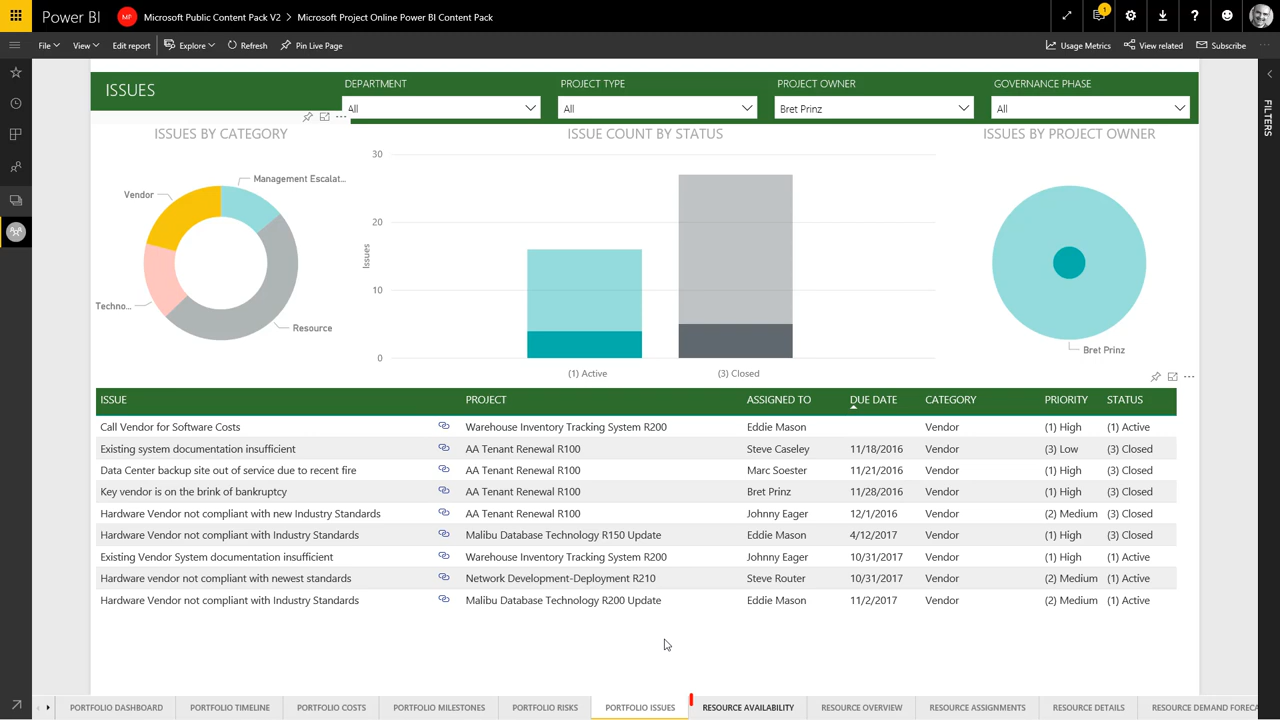 Power BI MP Microsoft Public Content Pack V2 > Microsoft Project Online Power BI Content Pack 1
File View Edit report Explore Refresh Pin Live Page Usage Metrics View related Subscribe
ISSUES
DEPARTMENT PROJECT TYPE PROJECT OWNER GOVERNANCE PHASE
All All Bret Prinz All
FILTERS
ISSUES BY CATEGORY
Vendor
Management Escalat...
Techno...
Resource
ISSUE COUNT BY STATUS
30
20
10
0
Issues
(1) Active (3) Closed
ISSUES BY PROJECT OWNER
Bret Prinz
ISSUE PROJECT ASSIGNED TO DUE DATE CATEGORY PRIORITY STATUS
Call Vendor for Software Costs Warehouse Inventory Tracking System R200 Eddie Mason Vendor (1) High (1) Active
Existing system documentation insufficient AA Tenant Renewal R100 Steve Caseley 11/18/2016 Vendor (3) Low (3) Closed
Data Center backup site out of service due to recent fire AA Tenant Renewal R100 Marc Soester 11/21/2016 Vendor (1) High (3) Closed
Key vendor is on the brink of bankruptcy AA Tenant Renewal R100 Bret Prinz 11/28/2016 Vendor (1) High (3) Closed
Hardware Vendor not compliant with new Industry Standards AA Tenant Renewal R100 Johnny Eager 12/1/2016 Vendor (2) Medium (3) Closed
Hardware Vendor not compliant with Industry Standards Malibu Database Technology R150 Update Eddie Mason 4/12/2017 Vendor (1) High (3) Closed
Existing Vendor System documentation insufficient Warehouse Inventory Tracking System R200 Johnny Eager 10/31/2017 Vendor (1) High (1) Active
Hardware vendor not compliant with newest standards Network Development-Deployment R210 Steve Router 10/31/2017 Vendor (2) Medium (1) Active
Hardware Vendor not compliant with Industry Standards Malibu Database Technology R200 Update Eddie Mason 11/2/2017 Vendor (2) Medium (1) Active
PORTFOLIO DASHBOARD PORTFOLIO TIMELINE PORTFOLIO COSTS PORTFOLIO MILESTONES PORTFOLIO RISKS PORTFOLIO ISSUES RESOURCE AVAILABILITY RESOURCE OVERVIEW RESOURCE ASSIGNMENTS RESOURCE DETAILS RESOURCE DEMAND FORECA